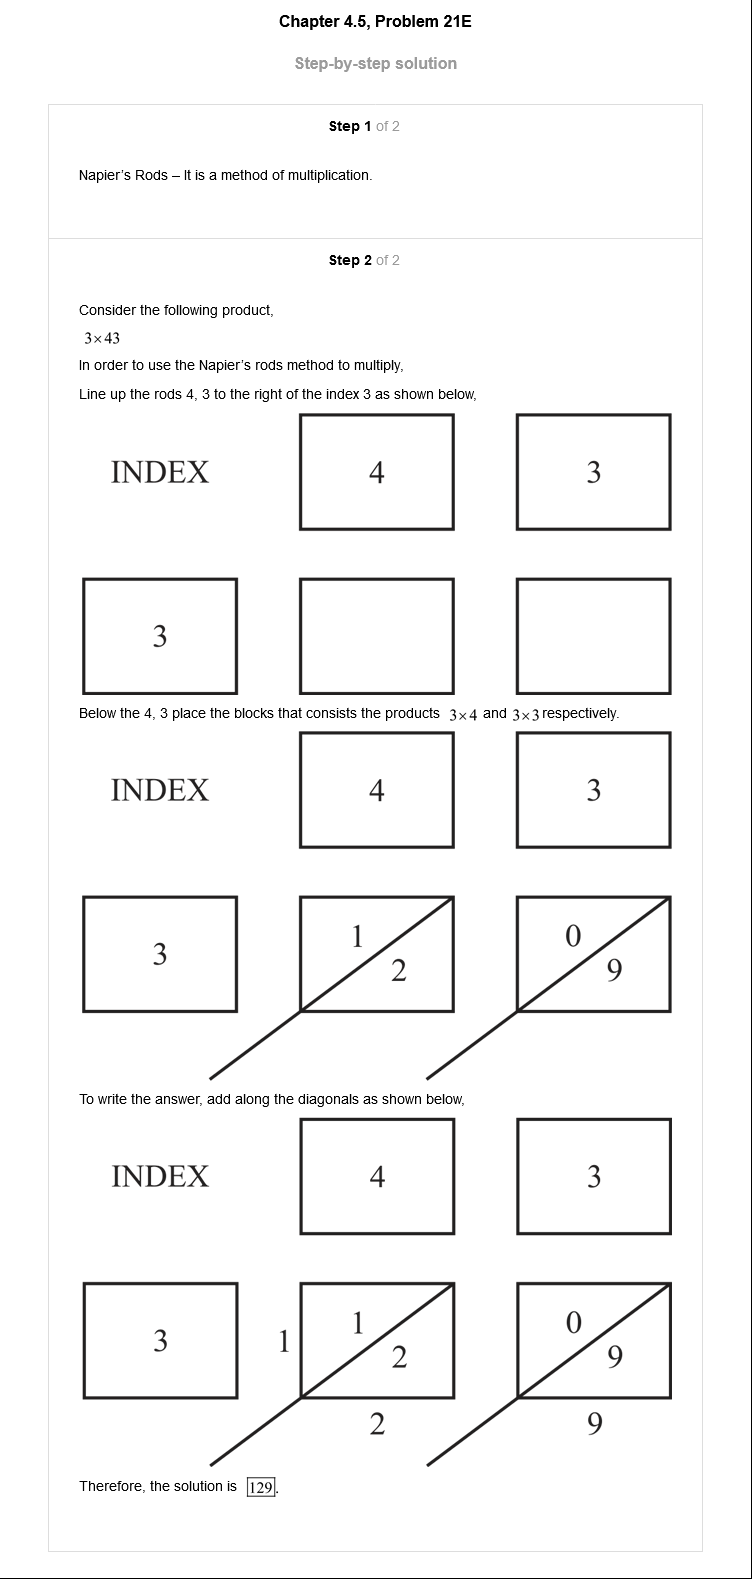 Chapter 4.5, Problem 21E
Step-by-step solution
Step 1 of 2
Napier's Rods – It is a method of multiplication.
Step 2 of 2
Consider the following product,
3×43
In order to use the Napier's rods method to multiply,
Line up the rods 4, 3 to the right of the index 3 as shown below,
INDEX 4 3
3
Below the 4, 3 place the blocks that consists the products 3×4 and 3×3 respectively.
INDEX 4 3
3 1 2 0 9
To write the answer, add along the diagonals as shown below,
INDEX 4 3
3 1 1 2 0 9
2 9
Therefore, the solution is 129.